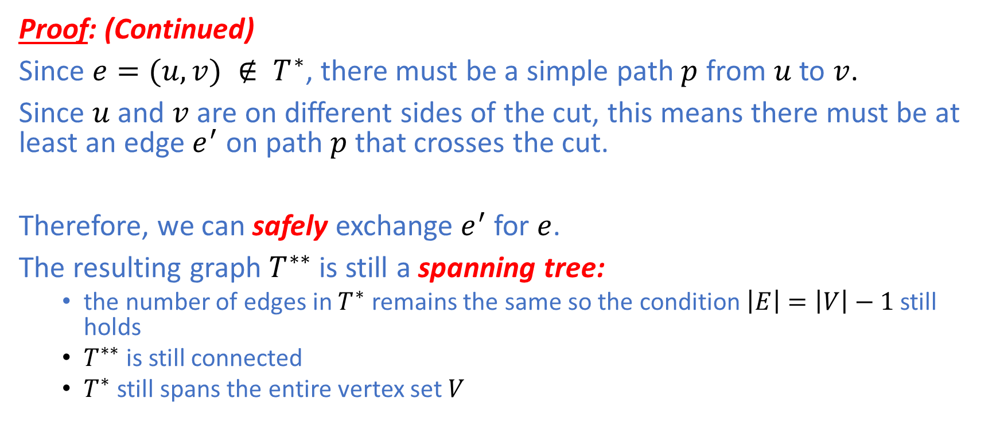 Proof: (Continued)
Since e = (u, v) ∉ T*, there must be a simple path p from u to v.
Since u and v are on different sides of the cut, this means there must be at
least an edge e′ on path p that crosses the cut.
Therefore, we can safely exchange e′ for e.
The resulting graph T** is still a spanning tree:
• the number of edges in T* remains the same so the condition |E| = |V| − 1 still
holds
• T** is still connected
• T* still spans the entire vertex set V